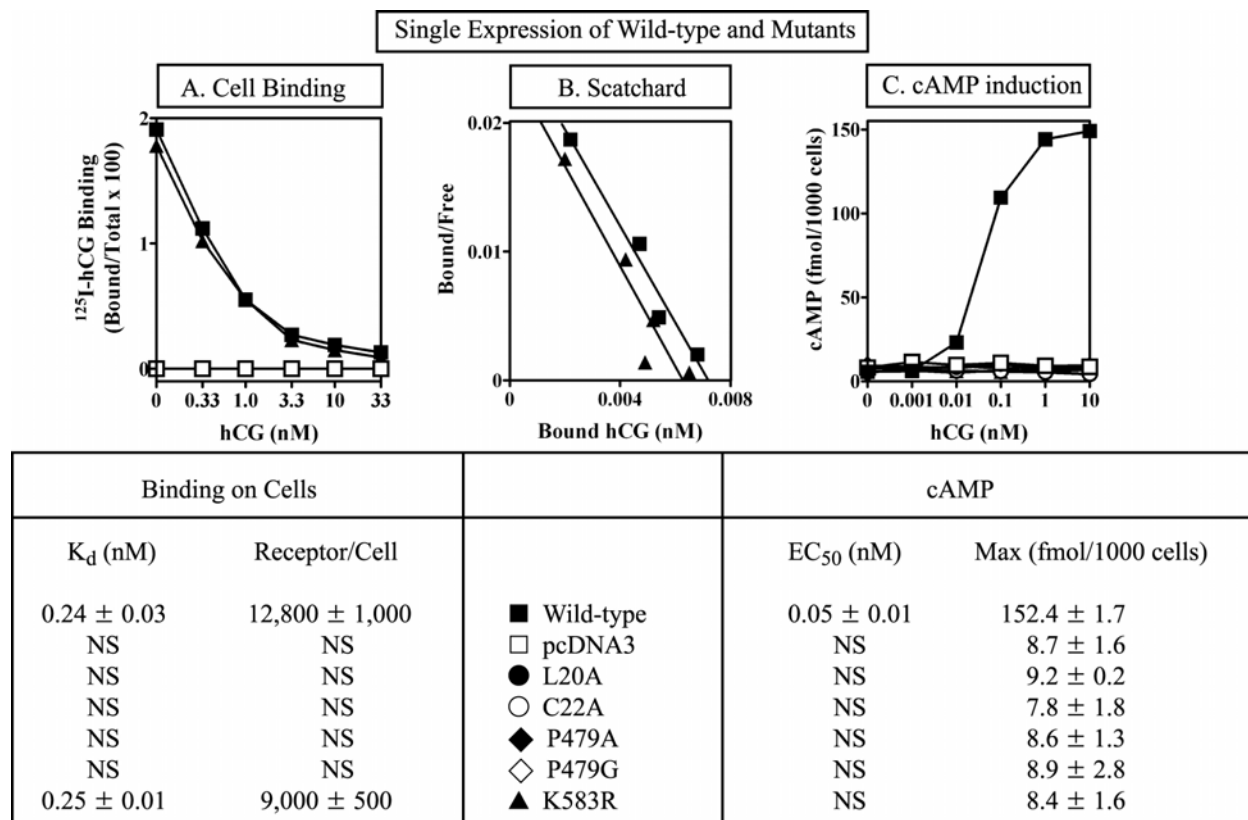 Single Expression of Wild-type and Mutants
A. Cell Binding
B. Scatchard
C. cAMP induction
125I-hCG Binding
(Bound/Total x 100)
2
1
0
0 0.33 1.0 3.3 10 33
hCG (nM)
Bound/Free
0.02
0.01
0
0 0.004 0.008
Bound hCG (nM)
cAMP (fmol/1000 cells)
150
100
50
0
0 0.001 0.01 0.1 1 10
hCG (nM)
Binding on Cells cAMP
Kd (nM) Receptor/Cell EC50 (nM) Max (fmol/1000 cells)
0.24 ± 0.03 12,800 ± 1,000 Wild-type 0.05 ± 0.01 152.4 ± 1.7
NS NS pcDNA3 NS 8.7 ± 1.6
NS NS L20A NS 9.2 ± 0.2
NS NS C22A NS 7.8 ± 1.8
NS NS P479A NS 8.6 ± 1.3
NS NS P479G NS 8.9 ± 2.8
0.25 ± 0.01 9,000 ± 500 K583R NS 8.4 ± 1.6